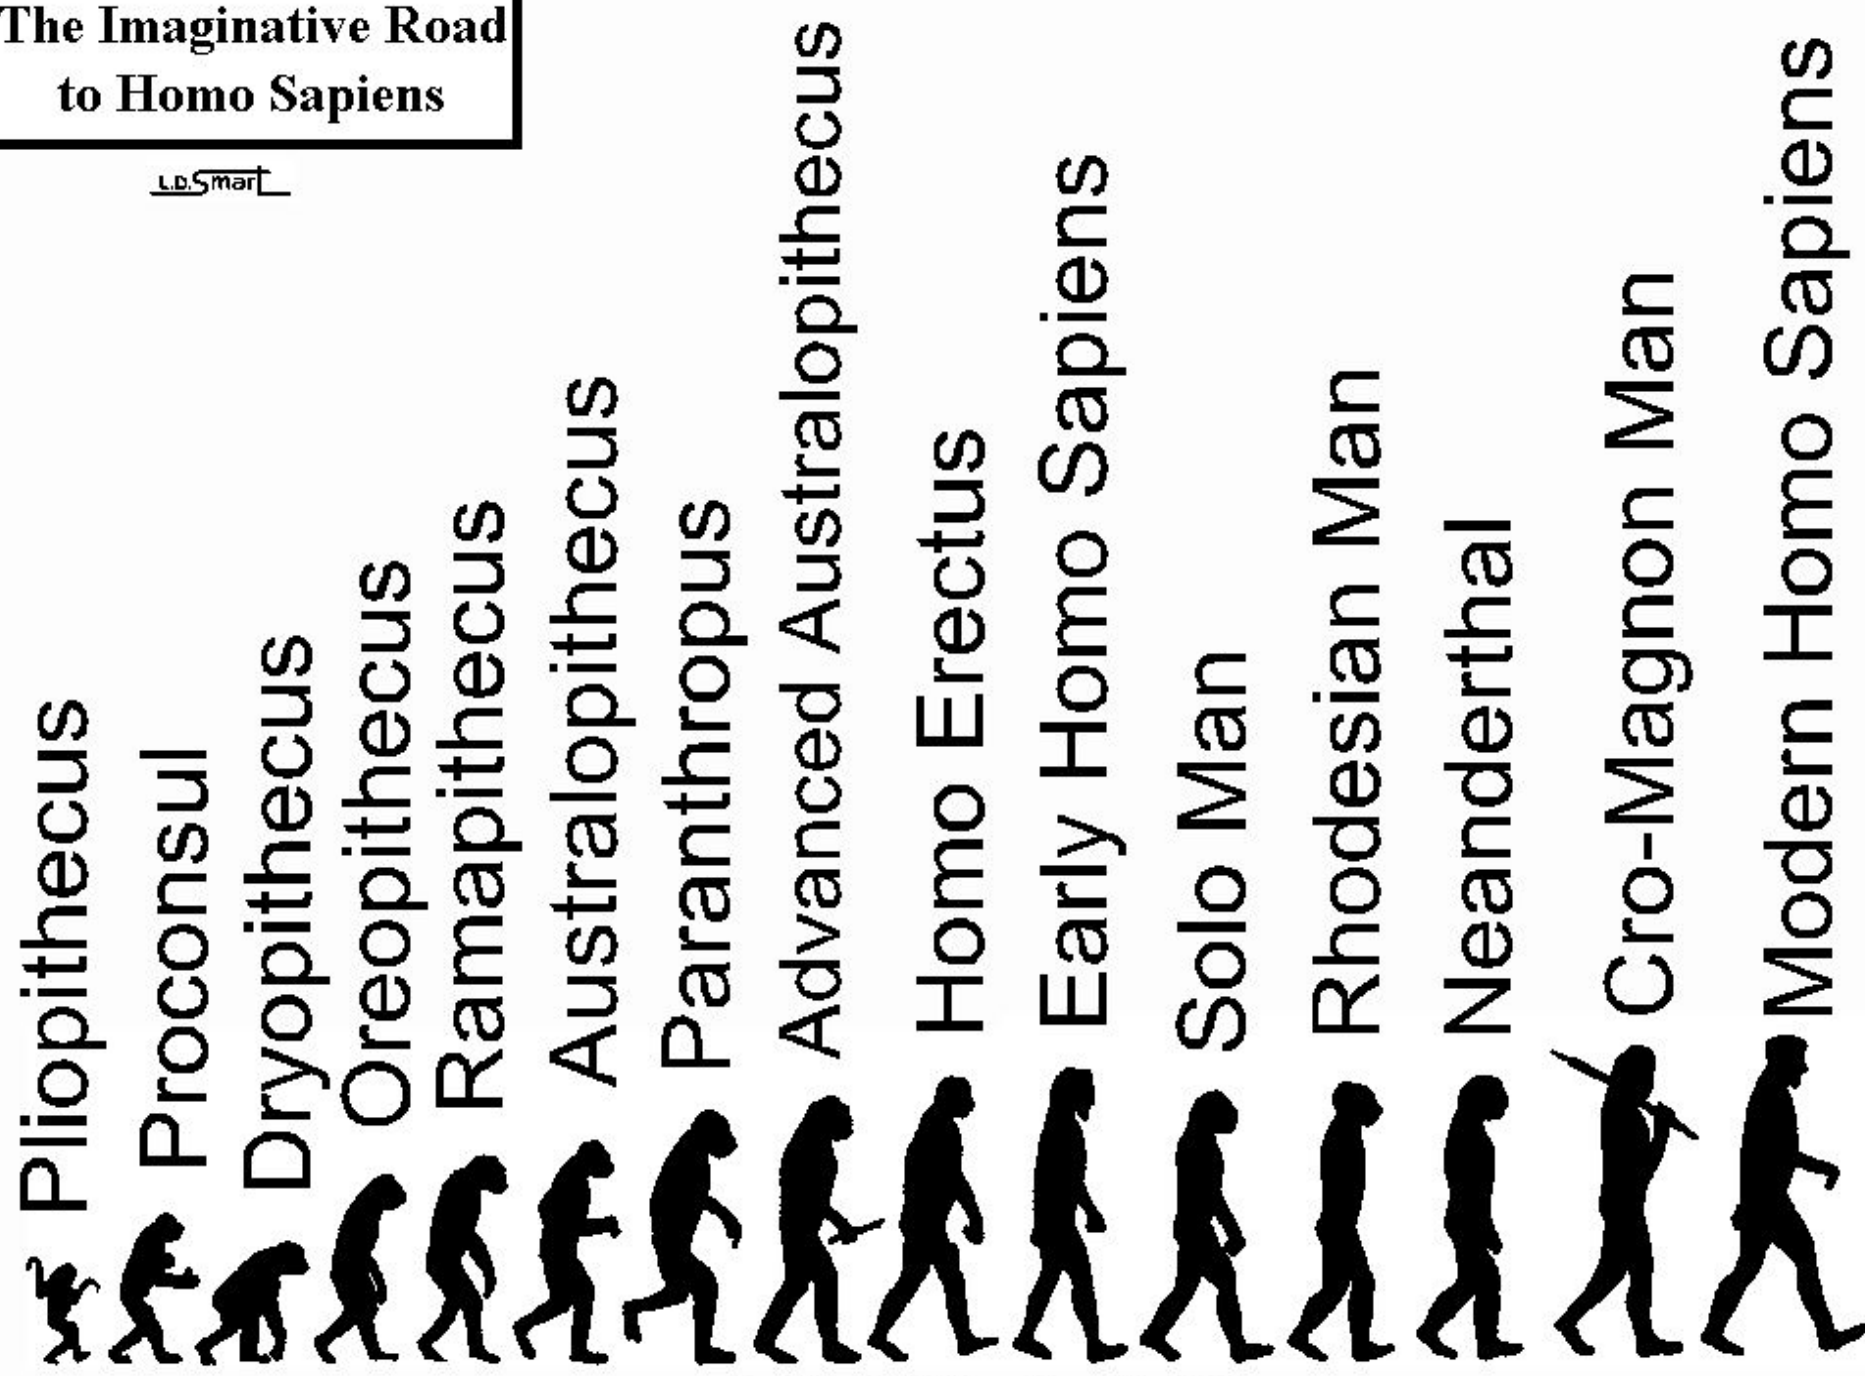 The Imaginative Road
to Homo Sapiens
L.D.Smart
Pliopithecus
Proconsul
Dryopithecus
Oreopithecus
Ramapithecus
Australopithecus
Paranthropus
Advanced Australopithecus
Homo Erectus
Early Homo Sapiens
Solo Man
Rhodesian Man
Neanderthal
Cro-Magnon Man
Modern Homo Sapiens